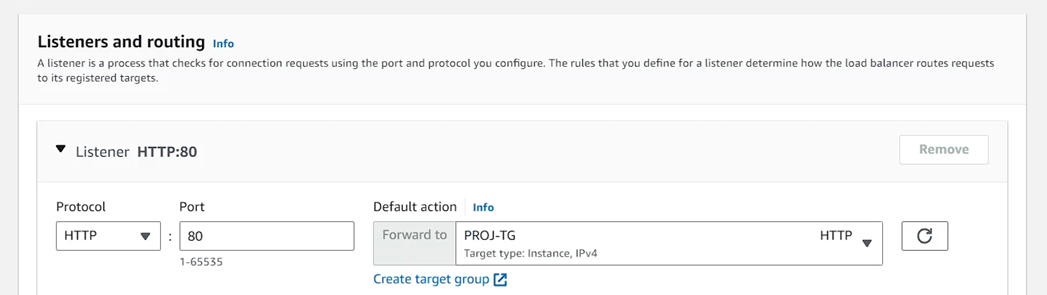 Listeners and routing Info
A listener is a process that checks for connection requests using the port and protocol you configure. The rules that you define for a listener determine how the load balancer routes requests
to its registered targets.
Listener HTTP:80
Remove
Protocol Port Default action Info
HTTP : 80 Forward to PROJ-TG HTTP
Target type: Instance, IPv4
1-65535
Create target group